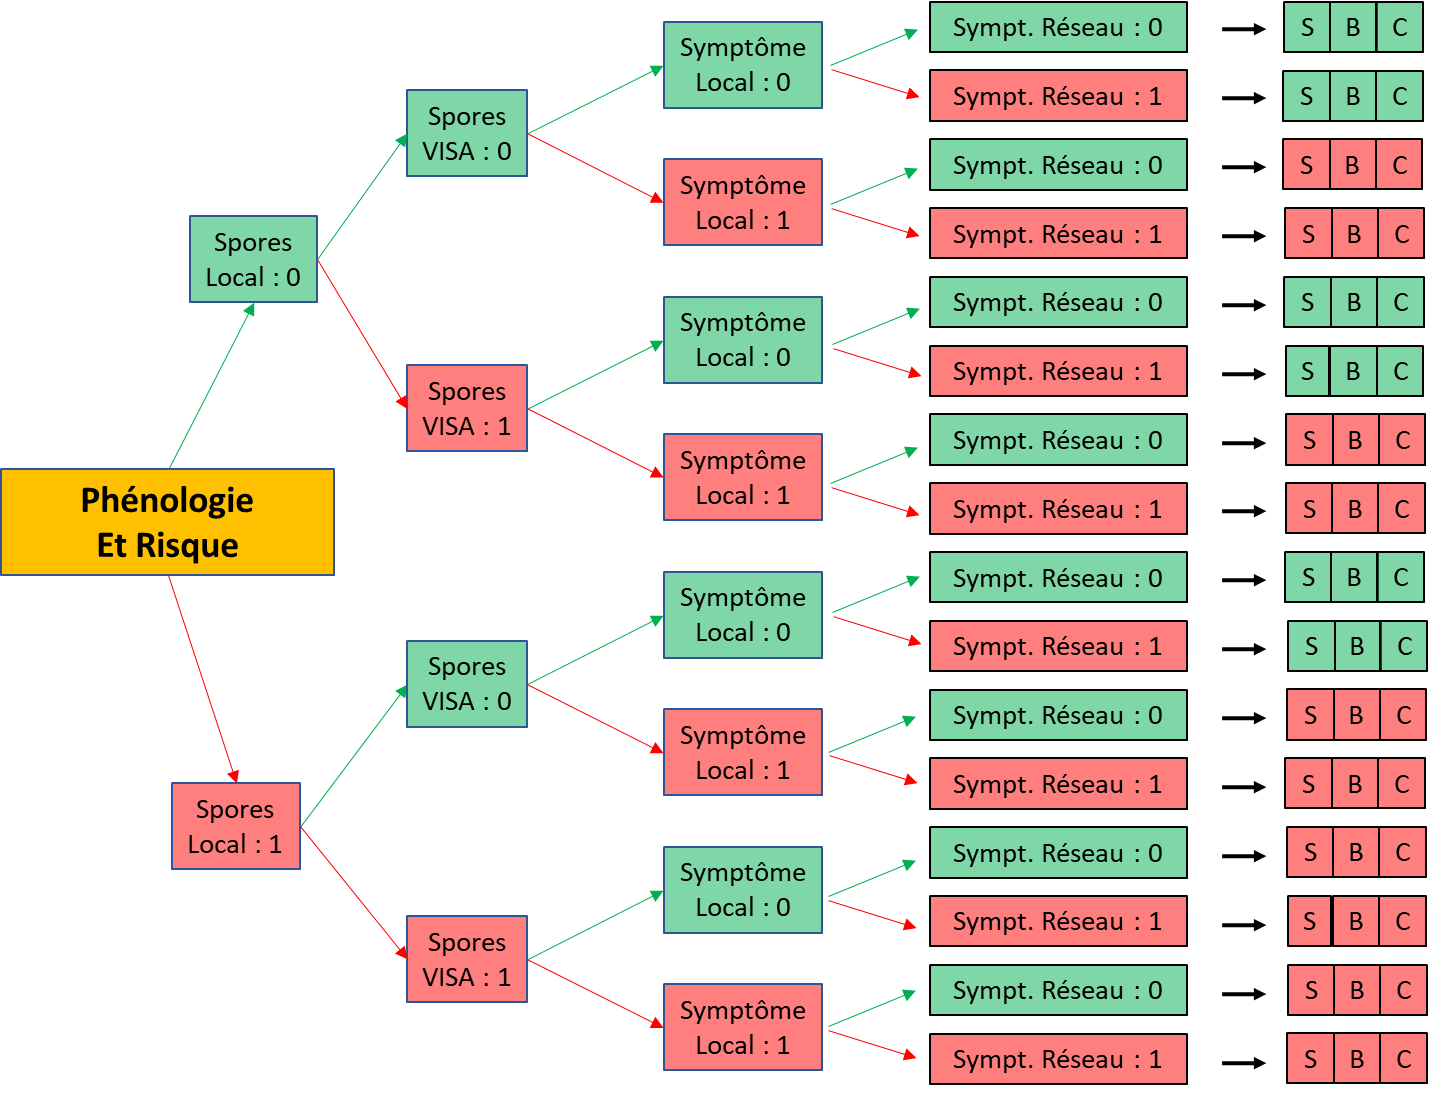 Phénologie
Et Risque
Spores
Local : 0
Spores
Local : 1
Spores
VISA : 0
Spores
VISA : 1
Spores
VISA : 0
Spores
VISA : 1
Symptôme
Local : 0
Symptôme
Local : 1
Symptôme
Local : 0
Symptôme
Local : 1
Symptôme
Local : 0
Symptôme
Local : 1
Symptôme
Local : 0
Symptôme
Local : 1
Sympt. Réseau : 0 S B C
Sympt. Réseau : 1 S B C
Sympt. Réseau : 0 S B C
Sympt. Réseau : 1 S B C
Sympt. Réseau : 0 S B C
Sympt. Réseau : 1 S B C
Sympt. Réseau : 0 S B C
Sympt. Réseau : 1 S B C
Sympt. Réseau : 0 S B C
Sympt. Réseau : 1 S B C
Sympt. Réseau : 0 S B C
Sympt. Réseau : 1 S B C
Sympt. Réseau : 0 S B C
Sympt. Réseau : 1 S B C
Sympt. Réseau : 0 S B C
Sympt. Réseau : 1 S B C